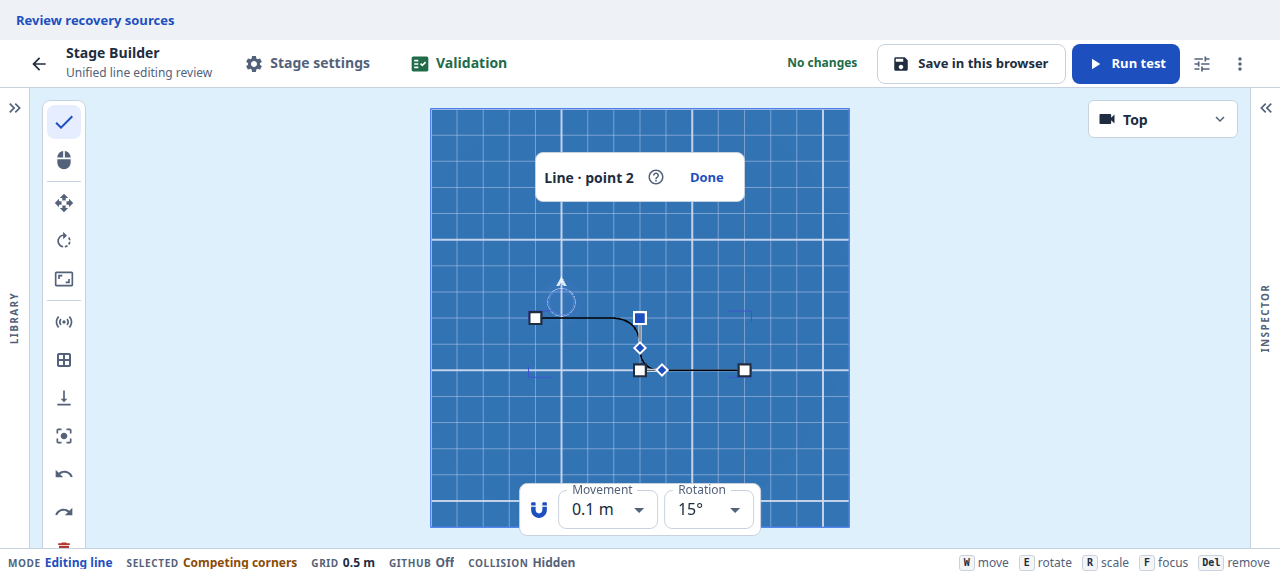 Review recovery sources
Stage Builder
Unified line editing review
Stage settings
Validation
No changes
Save in this browser
Run test
LIBRARY
Top
Line · point 2
Done
INSPECTOR
Movement
0.1 m
Rotation
15°
MODE Editing line
SELECTED Competing corners
GRID 0.5 m
GITHUB Off
COLLISION Hidden
W move
E rotate
R scale
F focus
Del remove